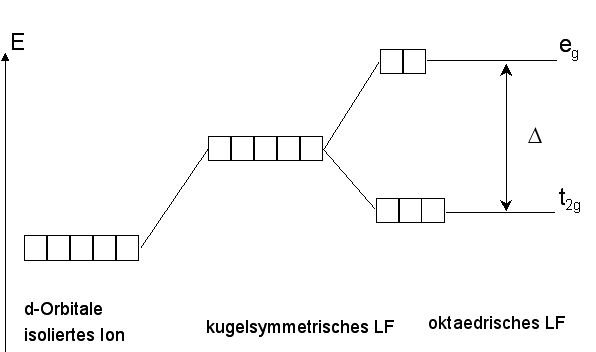 E
e_g
Δ
t_2g
d-Orbitale
isoliertes Ion
kugelsymmetrisches LF
oktaedrisches LF